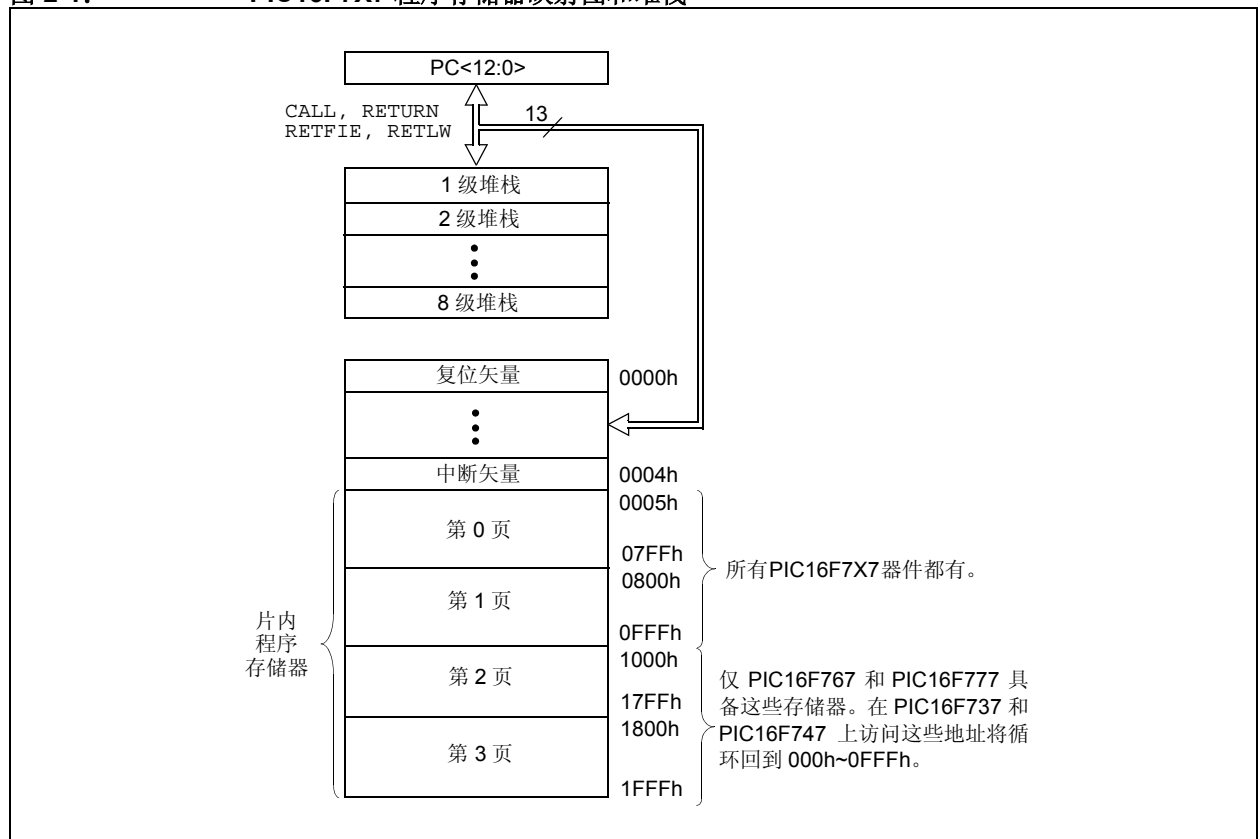 PC<12:0>
CALL, RETURN
RETFIE, RETLW
13
1 级堆栈
2 级堆栈
8 级堆栈
复位矢量
0000h
中断矢量
0004h
0005h
第 0 页
07FFh
0800h
所有PIC16F7X7器件都有。
第 1 页
片内
程序
存储器
0FFFh
1000h
第 2 页
仅 PIC16F767 和 PIC16F777 具
备这些存储器。在 PIC16F737 和
PIC16F747 上访问这些地址将循
环回到 000h~0FFFh。
17FFh
1800h
第 3 页
1FFFh